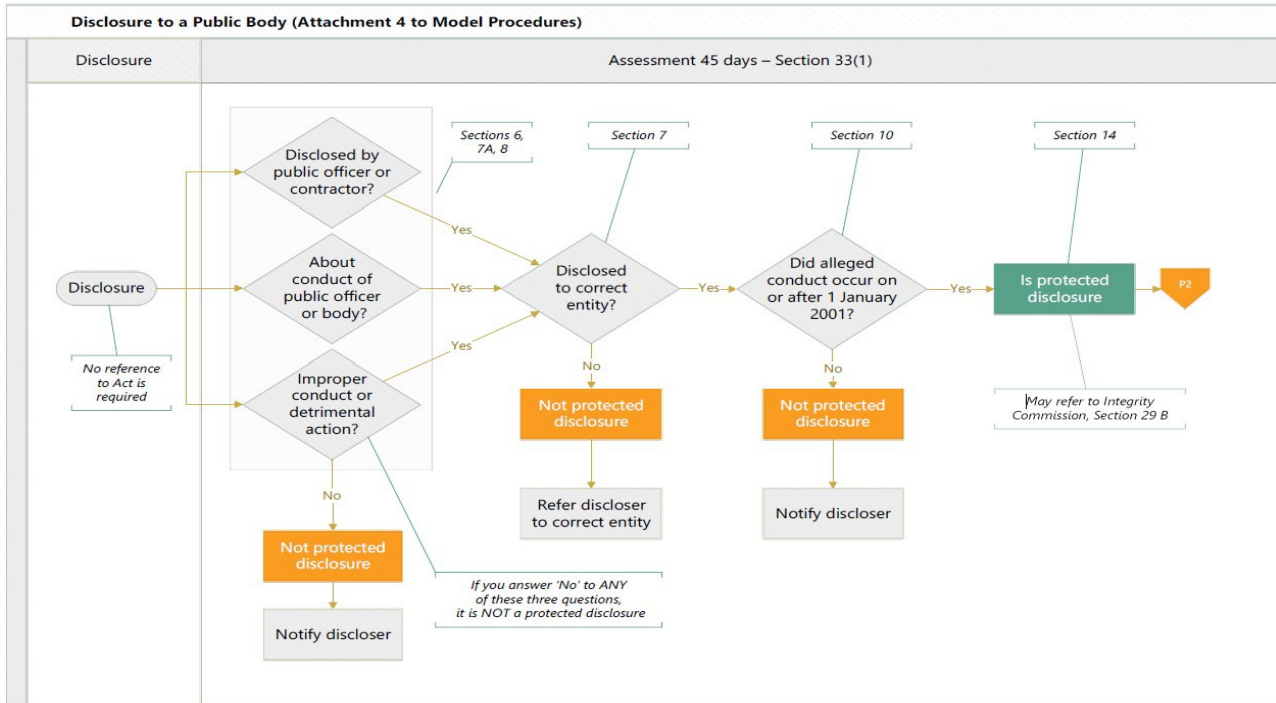 Disclosure to a Public Body (Attachment 4 to Model Procedures)
Disclosure
Assessment 45 days – Section 33(1)
Disclosed by
public officer or
contractor?
Sections 6,
7A, 8
Section 7
Section 10
Section 14
Yes
About
conduct of
public officer
or body?
Yes
Disclosure
No reference
to Act is
required
Improper
conduct or
detrimental
action?
Yes
Disclosed
to correct
entity?
Yes
Did alleged
conduct occur on
or after 1 January
2001?
Yes
Is protected
disclosure
P2
May refer to Integrity
Commission, Section 29 B
No
Not protected
disclosure
Notify discloser
No
Not protected
disclosure
Refer discloser
to correct entity
No
Not protected
disclosure
Notify discloser
If you answer 'No' to ANY
of these three questions,
it is NOT a protected disclosure